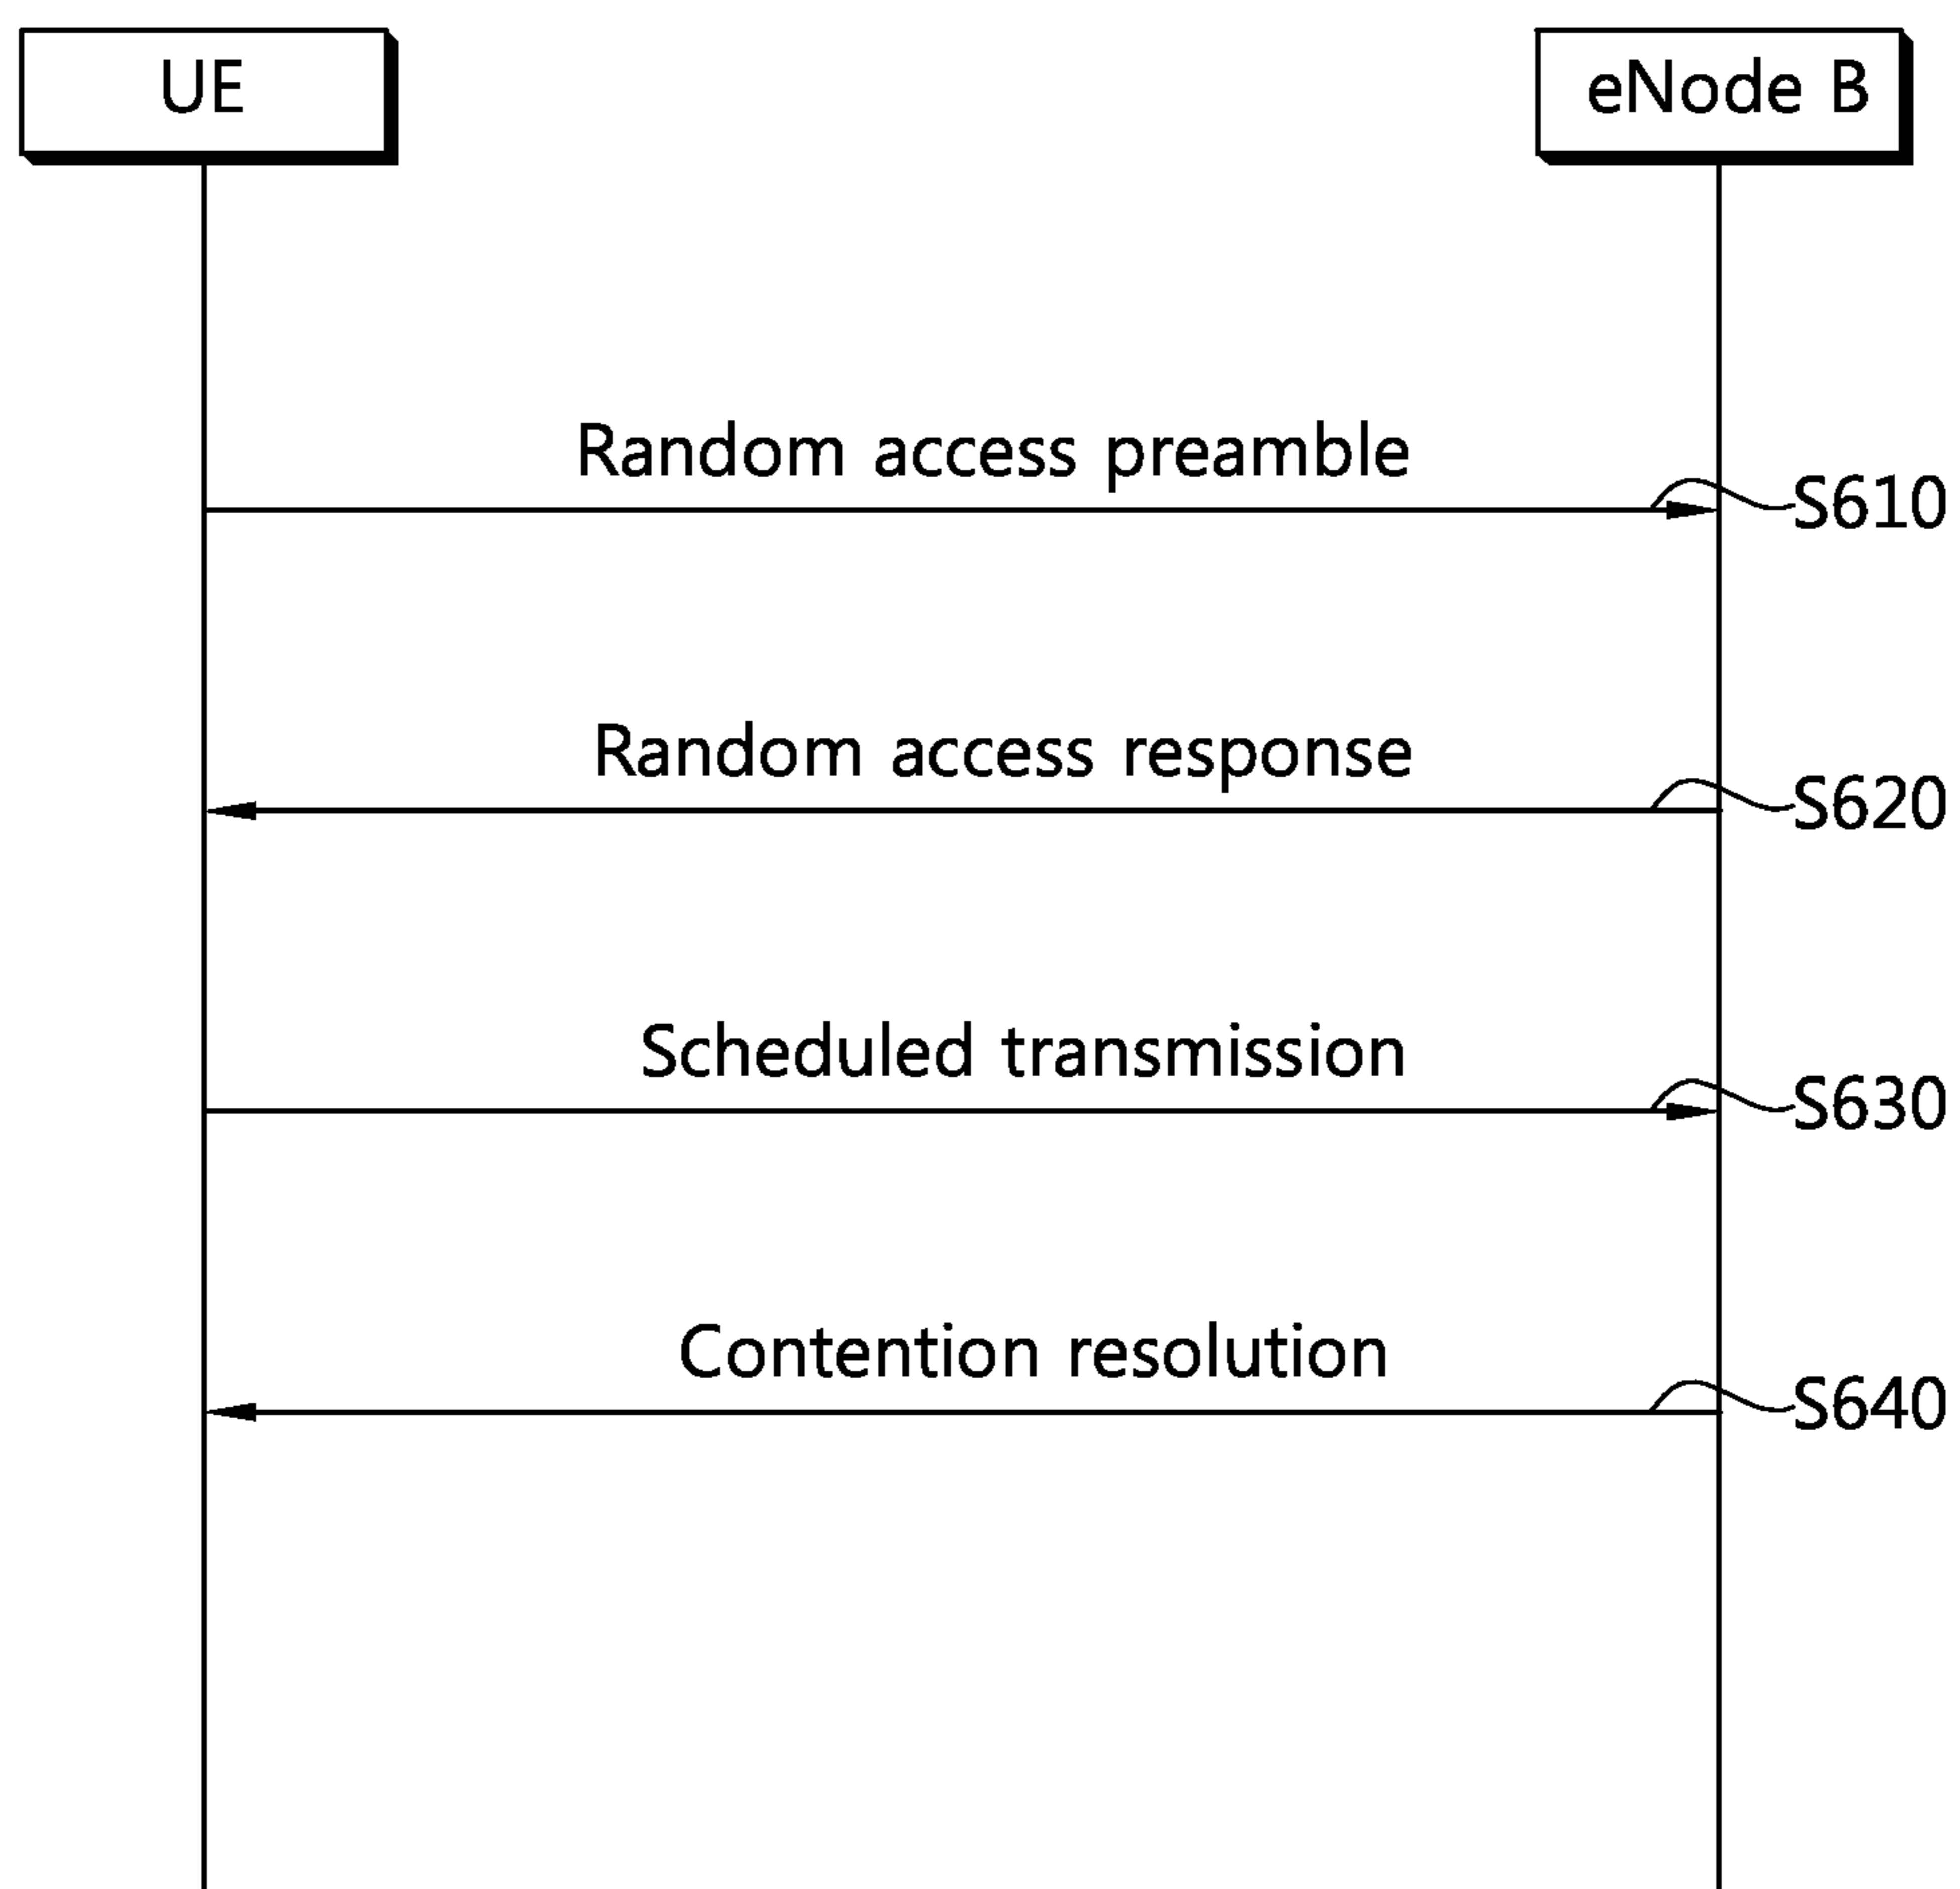 UE
eNode B
Random access preamble
S610
Random access response
S620
Scheduled transmission
S630
Contention resolution
S640